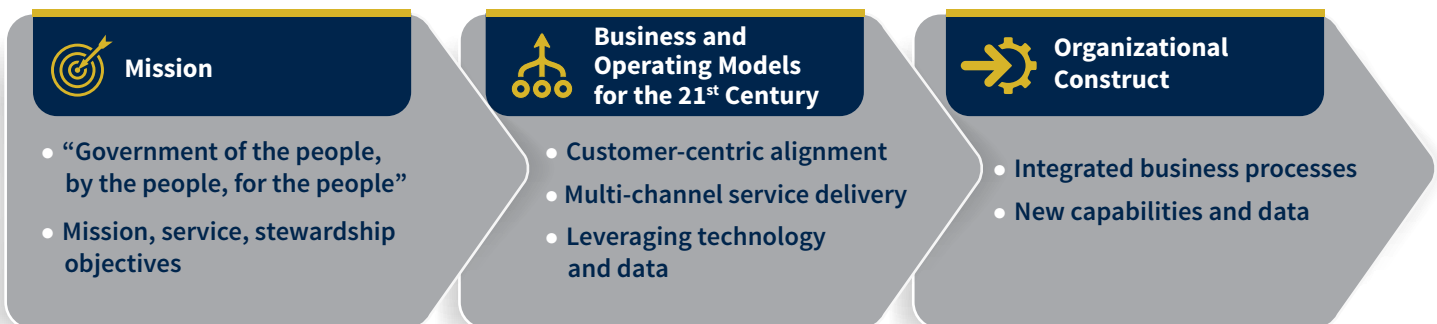 Mission
• “Government of the people,
by the people, for the people”
• Mission, service, stewardship
objectives
Business and
Operating Models
for the 21st Century
• Customer-centric alignment
• Multi-channel service delivery
• Leveraging technology
and data
Organizational
Construct
• Integrated business processes
• New capabilities and data